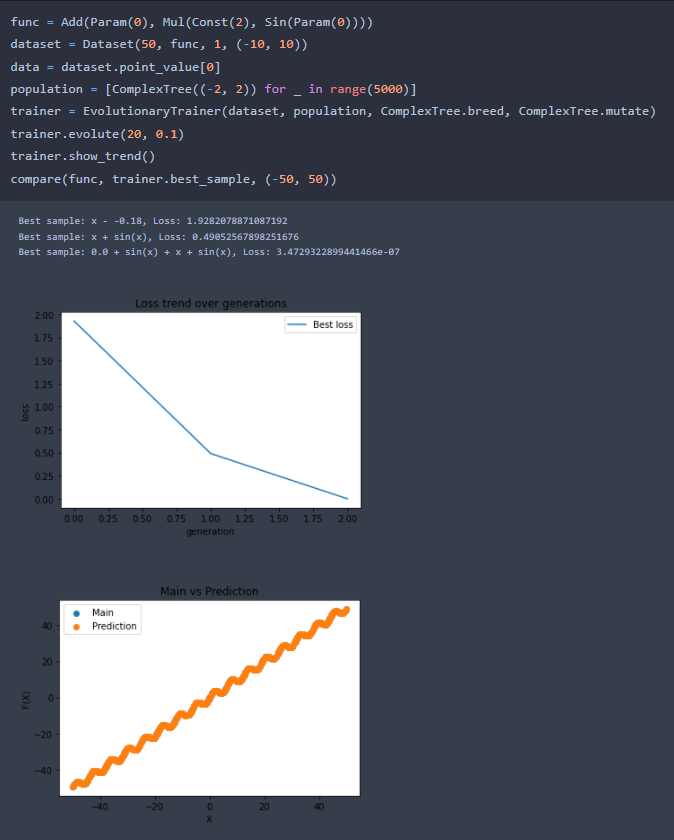 func = Add(Param(0), Mul(Const(2), Sin(Param(0))))
dataset = Dataset(50, func, 1, (-10, 10))
data = dataset.point_value[0]
population = [ComplexTree((-2, 2)) for _ in range(5000)]
trainer = EvolutionaryTrainer(dataset, population, ComplexTree.breed, ComplexTree.mutate)
trainer.evolute(20, 0.1)
trainer.show_trend()
compare(func, trainer.best_sample, (-50, 50))
Best sample: x - -0.18, Loss: 1.9282078871087192
Best sample: x + sin(x), Loss: 0.49052567898251676
Best sample: 0.0 + sin(x) + x + sin(x), Loss: 3.4729322899441466e-07
Loss trend over generations
Best loss
2.00
1.75
1.50
1.25
1.00
0.75
0.50
0.25
0.00
loss
0.00 0.25 0.50 0.75 1.00 1.25 1.50 1.75 2.00
generation
Main vs Prediction
Main
Prediction
40
20
0
−20
−40
F(X)
−40 −20 0 20 40
X